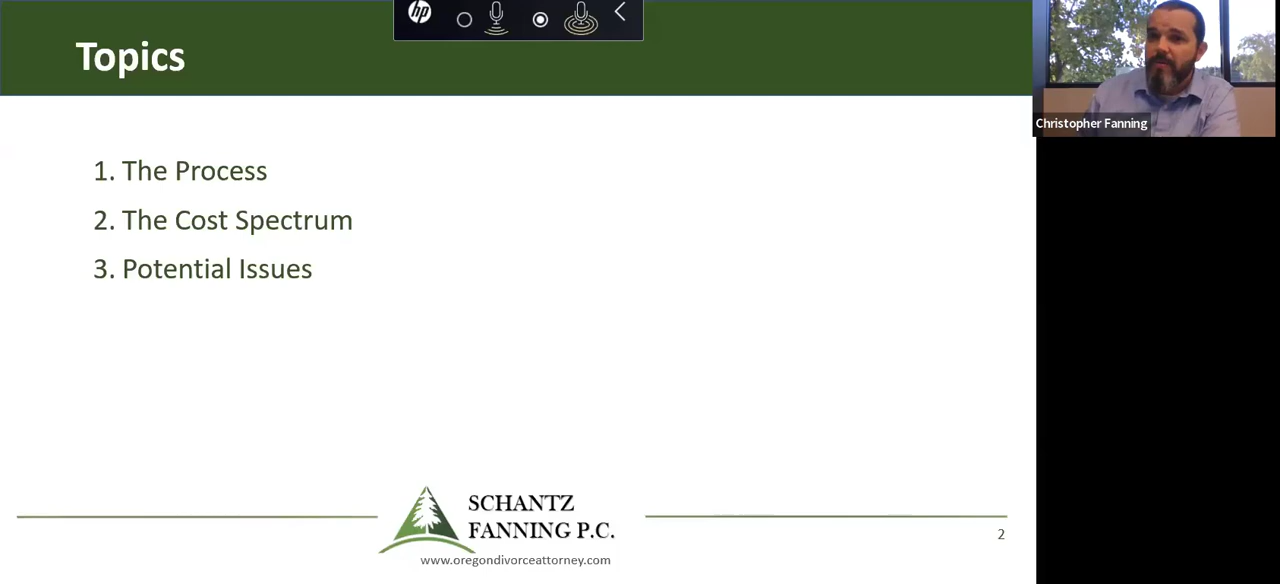 hp
Topics
Christopher Fanning
1. The Process
2. The Cost Spectrum
3. Potential Issues
SCHANTZ
FANNING P.C.
www.oregondivorceattorney.com
2